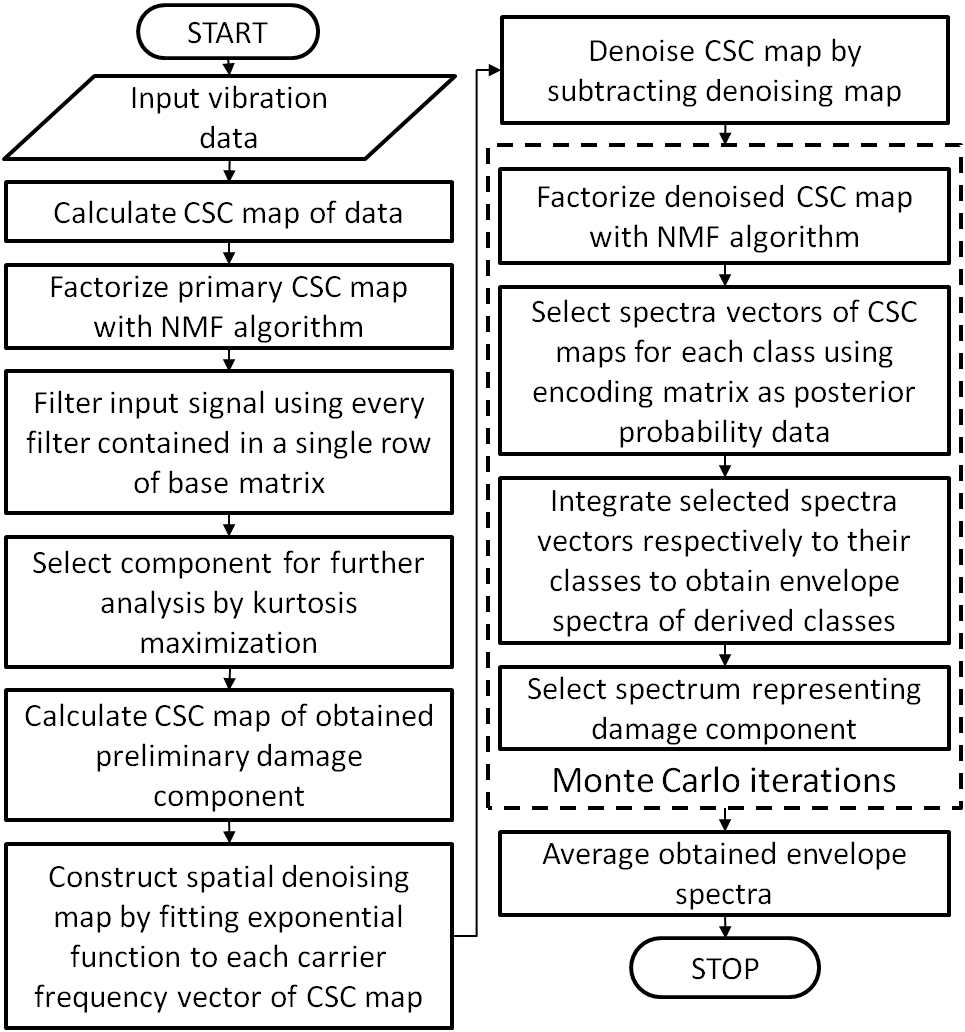 START
Input vibration
data
Calculate CSC map of data
Factorize primary CSC map
with NMF algorithm
Filter input signal using every
filter contained in a single row
of base matrix
Select component for further
analysis by kurtosis
maximization
Calculate CSC map of obtained
preliminary damage
component
Construct spatial denoising
map by fitting exponential
function to each carrier
frequency vector of CSC map
Denoise CSC map by
subtracting denoising map
Factorize denoised CSC map
with NMF algorithm
Select spectra vectors of CSC
maps for each class using
encoding matrix as posterior
probability data
Integrate selected spectra
vectors respectively to their
classes to obtain envelope
spectra of derived classes
Select spectrum representing
damage component
Monte Carlo iterations
Average obtained envelope
spectra
STOP